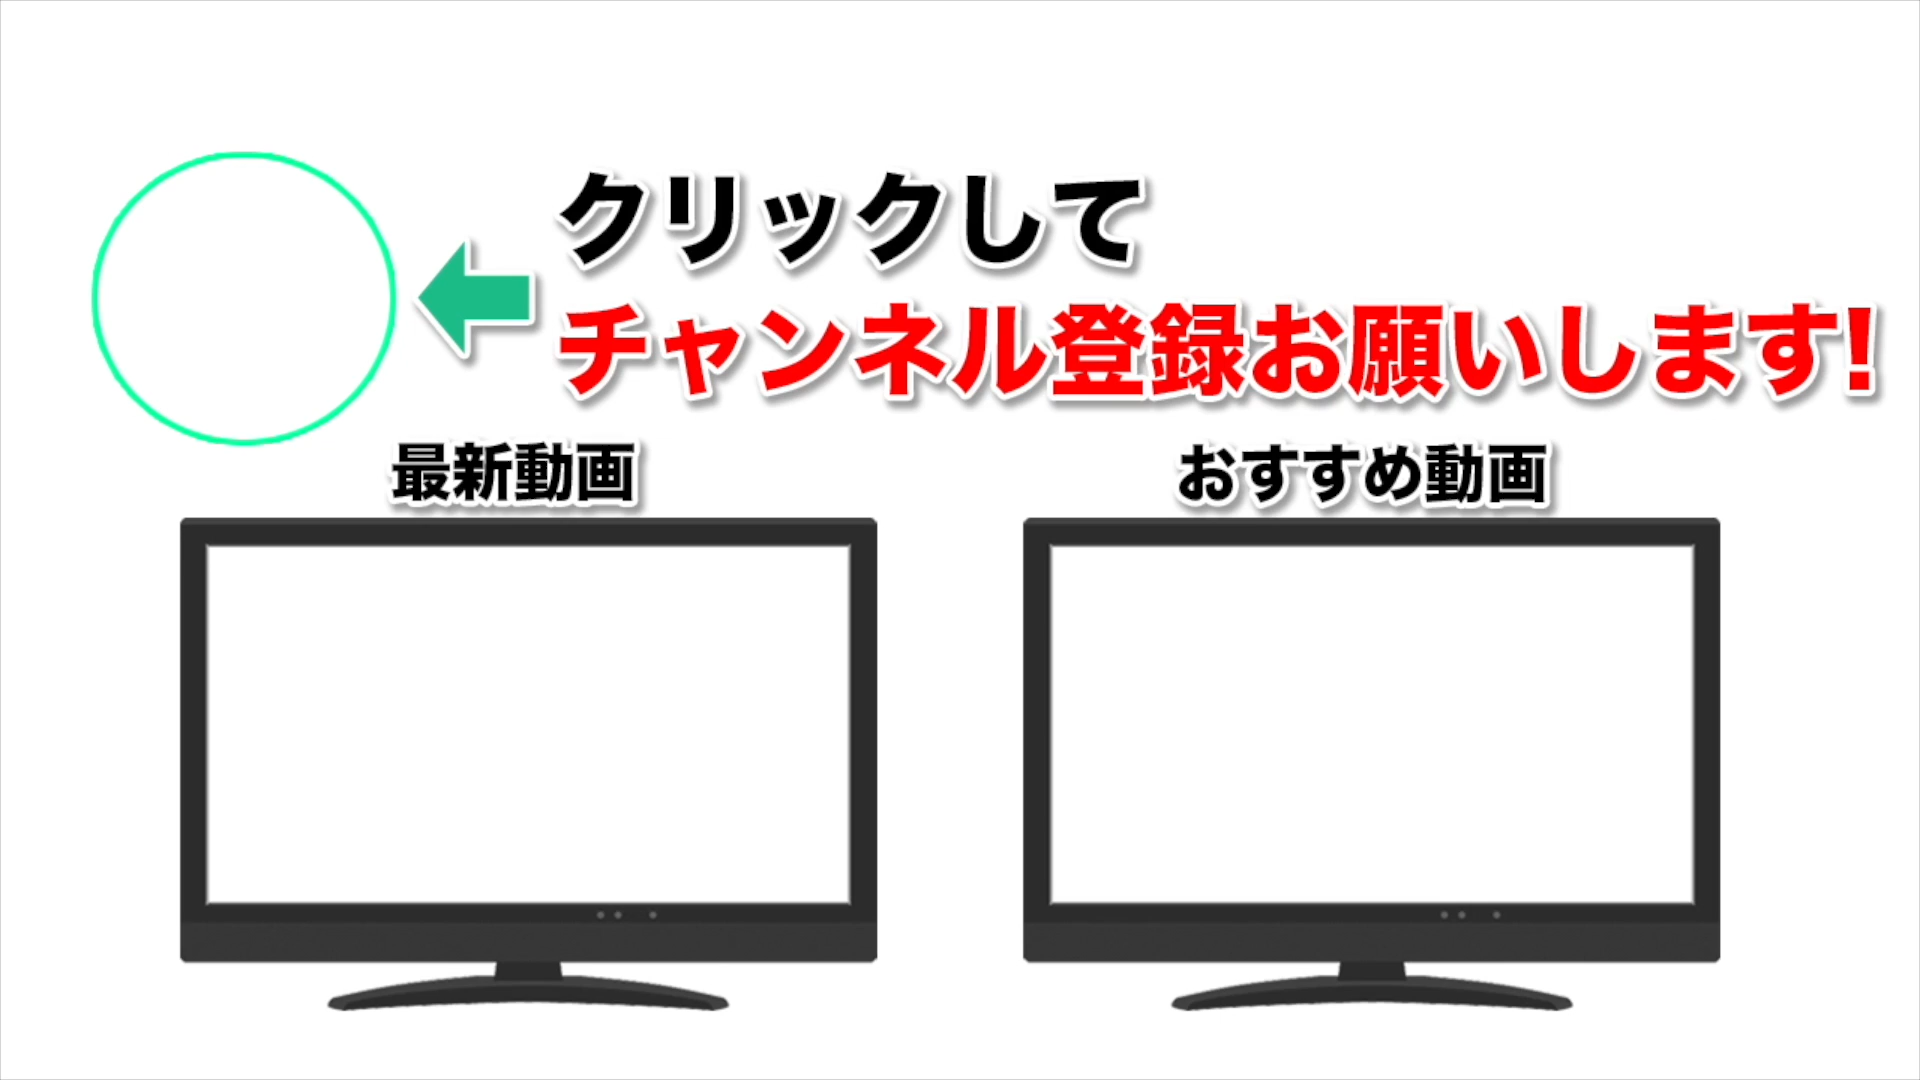 クリックして
チャンネル登録お願いします!
最新動画
おすすめ動画